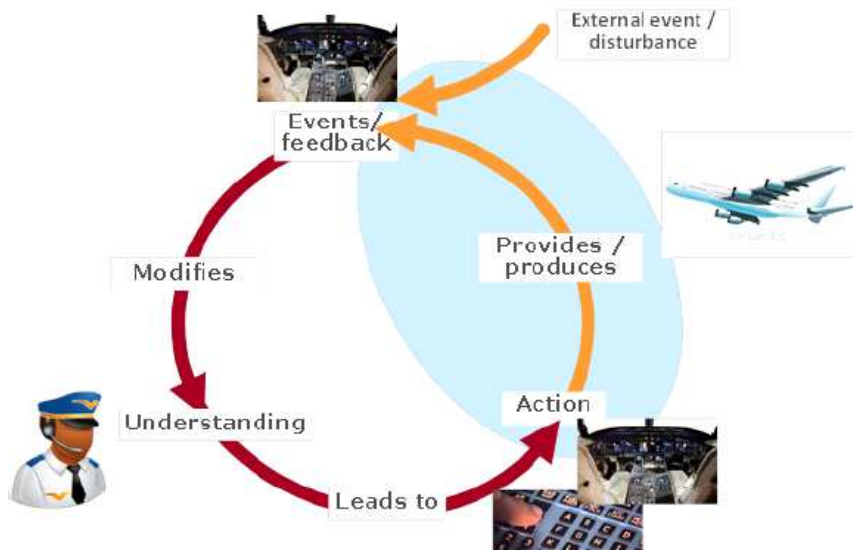 External event /
disturbance
Events/
feedback
Provides /
produces
Modifies
Action
Understanding
Leads to
A B C D